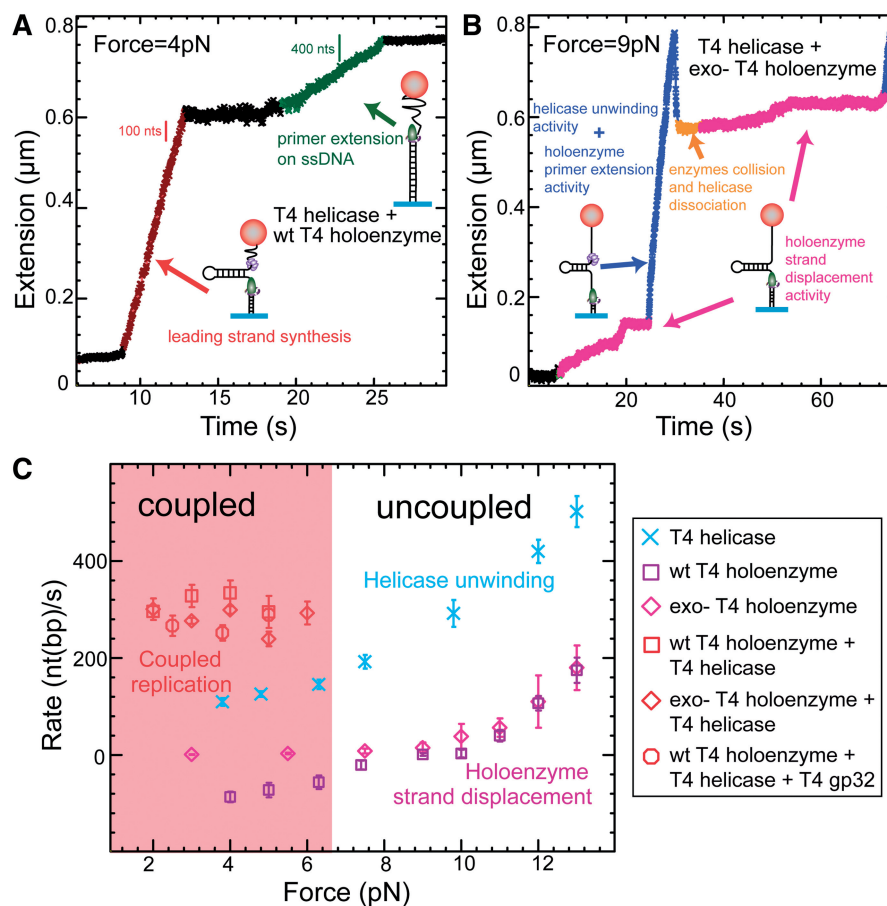 A
Force=4pN
400 nts
100 nts
primer extension
on ssDNA
T4 helicase +
wt T4 holoenzyme
leading strand synthesis
Extension (μm)
0.8
0.6
0.4
0.2
0
10
15
20
25
Time (s)
B
Force=9pN
T4 helicase +
exo- T4 holoenzyme
helicase unwinding
activity
+
holoenzyme
primer extension
activity
enzymes collision
and helicase
dissociation
holoenzyme
strand
displacement
activity
Extension (μm)
0.8
0.6
0.4
0.2
0
20
40
60
Time (s)
C
coupled
uncoupled
Helicase unwinding
Coupled
replication
Holoenzyme
strand displacement
Rate (nt(bp)/s)
400
200
0
2
4
6
8
10
12
Force (pN)
T4 helicase
wt T4 holoenzyme
exo- T4 holoenzyme
wt T4 holoenzyme +
T4 helicase
exo- T4 holoenzyme +
T4 helicase
wt T4 holoenzyme +
T4 helicase + T4 gp32